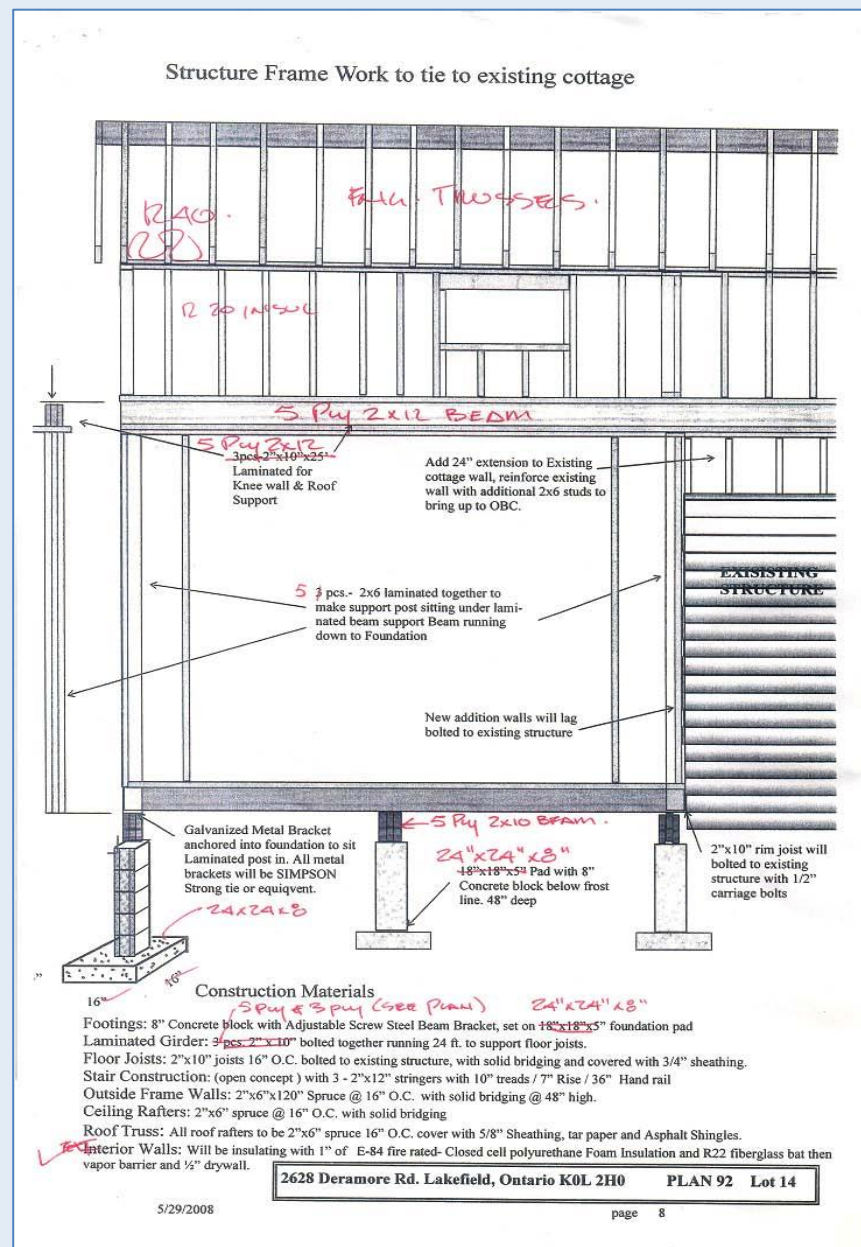 Structure Frame Work to tie to existing cottage
R40.
TRUSSES.
R 20 INSUL
5 Ply 2x12 BEAM
5 Ply 2x12
3pcs-2"x10"x25'
Laminated for
Knee wall & Roof
Support
Add 24" extension to Existing
cottage wall, reinforce existing
wall with additional 2x6 studs to
bring up to OBC.
EXISISTING
STRUCTURE
5 3 pcs.- 2x6 laminated together to
make support post sitting under lami-
nated beam support Beam running
down to Foundation
New addition walls will lag
bolted to existing structure
Galvanized Metal Bracket
anchored into foundation to sit
Laminated post in. All metal
brackets will be SIMPSON
Strong tie or equiqvent.
24x24x8
5 Ply 2x10 BEAM.
24"x24"x8"
18"x18"x5" Pad with 8"
Concrete block below frost
line. 48" deep
2"x10" rim joist will
bolted to existing
structure with 1/2"
carriage bolts
"
16"
16"
Construction Materials
5 Ply & 3 ply (SEE PLAN) 24"x24"x8"
Footings: 8" Concrete block with Adjustable Screw Steel Beam Bracket, set on 18"x18"x5" foundation pad
Laminated Girder: 3 pcs. 2" x 10" bolted together running 24 ft. to support floor joists.
Floor Joists: 2"x10" joists 16" O.C. bolted to existing structure, with solid bridging and covered with 3/4" sheathing.
Stair Construction: (open concept ) with 3 - 2"x12" stringers with 10" treads / 7" Rise / 36" Hand rail
Outside Frame Walls: 2"x6"x120" Spruce @ 16" O.C. with solid bridging @ 48" high.
Ceiling Rafters: 2"x6" spruce @ 16" O.C. with solid bridging
Roof Truss: All roof rafters to be 2"x6" spruce 16" O.C. cover with 5/8" Sheathing, tar paper and Asphalt Shingles.
EXT
Interior Walls: Will be insulating with 1" of E-84 fire rated- Closed cell polyurethane Foam Insulation and R22 fiberglass bat then
vapor barrier and ½" drywall.
2628 Deramore Rd. Lakefield, Ontario K0L 2H0 PLAN 92 Lot 14
5/29/2008
page 8